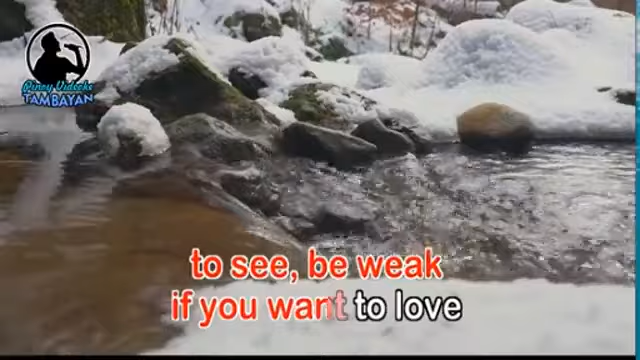 Pinoy Videoke
TAMBAYAN
to see, be weak
if you want to love